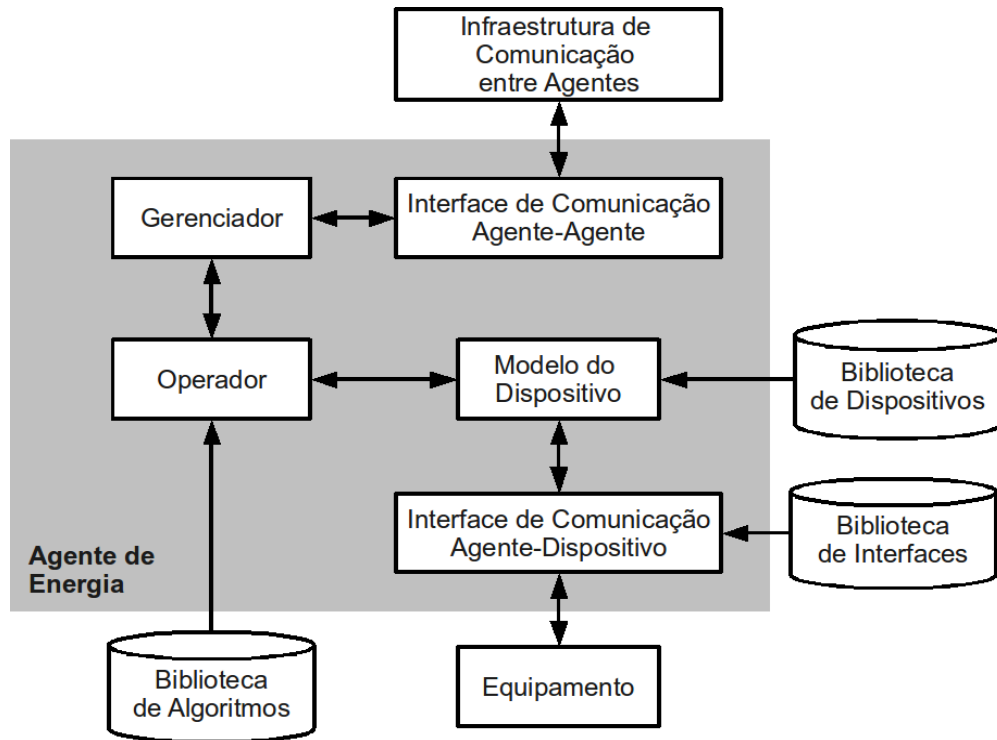 Infraestrutura de
Comunicação
entre Agentes
Gerenciador
Interface de Comunicação
Agente-Agente
Operador
Modelo do
Dispositivo
Biblioteca
de Dispositivos
Interface de Comunicação
Agente-Dispositivo
Biblioteca
de Interfaces
Agente de
Energia
Biblioteca
de Algoritmos
Equipamento